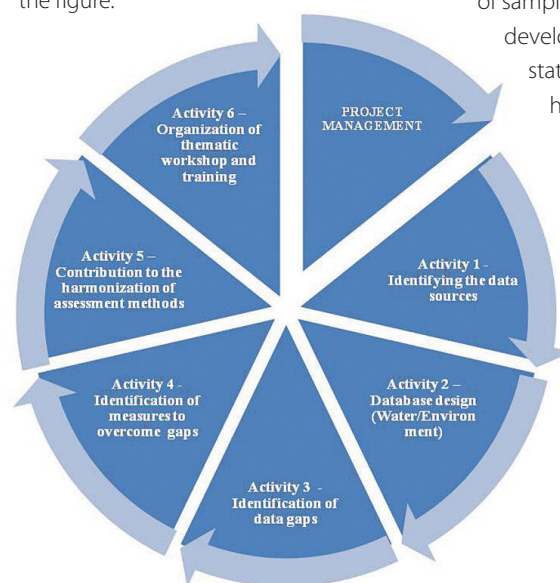 the figure.
of sampl
develo
stat
h
PROJECT
MANAGEMENT
Activity 1 -
Identifying the data
sources
Activity 2 –
Database design
(Water/Environ
ment)
Activity 3 -
Identification of
data gaps
Activity 4 -
Identification of
measures to
overcome gaps
Activity 5 –
Contribution to the
harmonization of
assessment methods
Activity 6 –
Organization of
thematic
workshop and
training